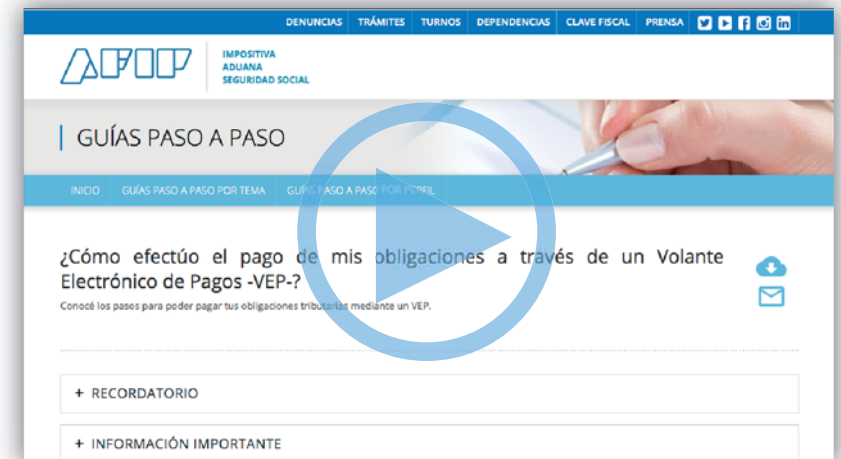 DENUNCIAS TRÁMITES TURNOS DEPENDENCIAS CLAVE FISCAL PRENSA
AFIP
IMPOSITIVA
ADUANA
SEGURIDAD SOCIAL
GUÍAS PASO A PASO
INICIO GUÍAS PASO A PASO POR TEMA GUÍAS PASO A PASO POR PERFIL
¿Cómo efectúo el pago de mis obligaciones a través de un Volante
Electrónico de Pagos -VEP-?
Conocé los pasos para poder pagar tus obligaciones tributarias mediante un VEP.
+ RECORDATORIO
+ INFORMACIÓN IMPORTANTE